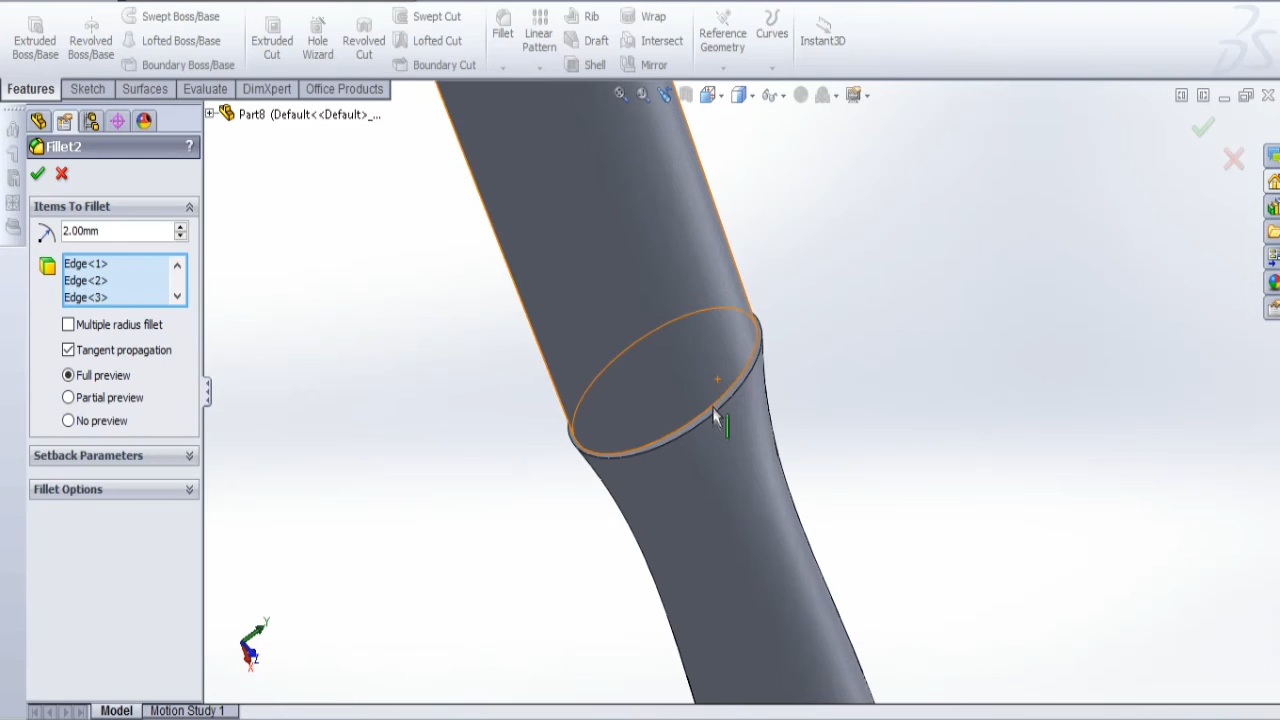 Extruded Boss/Base
Revolved Boss/Base
Swept Boss/Base
Lofted Boss/Base
Boundary Boss/Base
Extruded Cut
Hole Wizard
Revolved Cut
Swept Cut
Lofted Cut
Boundary Cut
Fillet
Linear Pattern
Rib
Draft
Shell
Wrap
Intersect
Mirror
Reference Geometry
Curves
Instant3D
Features
Sketch
Surfaces
Evaluate
DimXpert
Office Products
Part8 (Default<<Default>_...
Fillet2
?
Items To Fillet
2.00mm
Edge<1>
Edge<2>
Edge<3>
Multiple radius fillet
Tangent propagation
Full preview
Partial preview
No preview
Setback Parameters
Fillet Options
Y
Z
X
Model
Motion Study 1